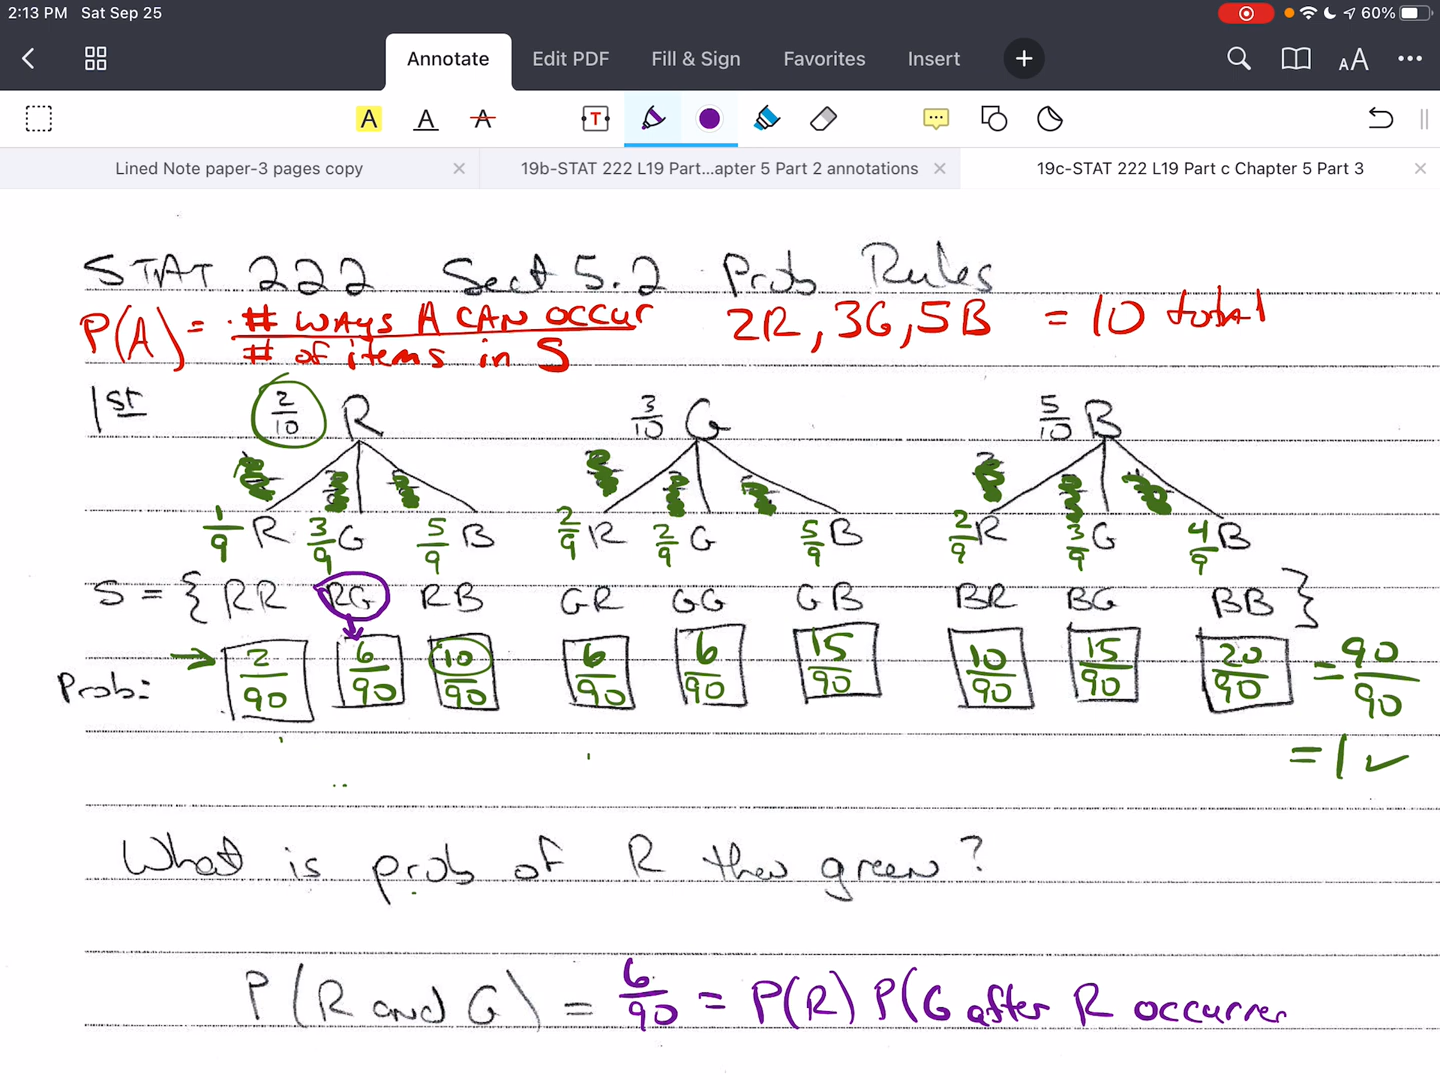 2:13 PM Sat Sep 25 60%
Annotate Edit PDF Fill & Sign Favorites Insert
Lined Note paper-3 pages copy 19b-STAT 222 L19 Part...apter 5 Part 2 annotations 19c-STAT 222 L19 Part c Chapter 5 Part 3
STAT 222 Sect 5.2 Prob Rules
P(A) = # WAYS A CAN OCCUR / # of items in S 2R, 3G, 5B = 10 total
1st 2/10 R 3/10 G 5/10 B
1/9 R 3/9 G 5/9 B 2/9 R 2/9 G 5/9 B 2/9 R 3/9 G 4/9 B
S = { RR RG RB GR GG GB BR BG BB }
Prob: 2/90 6/90 10/90 6/90 6/90 15/90 10/90 15/90 20/90 = 90/90
= 1 ✓
What is prob of R then green?
P(R and G) = 6/90 = P(R) P(G after R occurrer